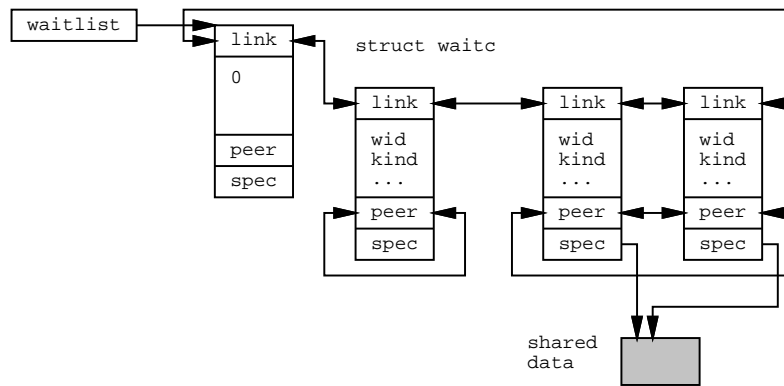 waitlist
link
0
peer
spec
struct waitc
link
wid
kind
...
peer
spec
link
wid
kind
...
peer
spec
link
wid
kind
...
peer
spec
shared
data